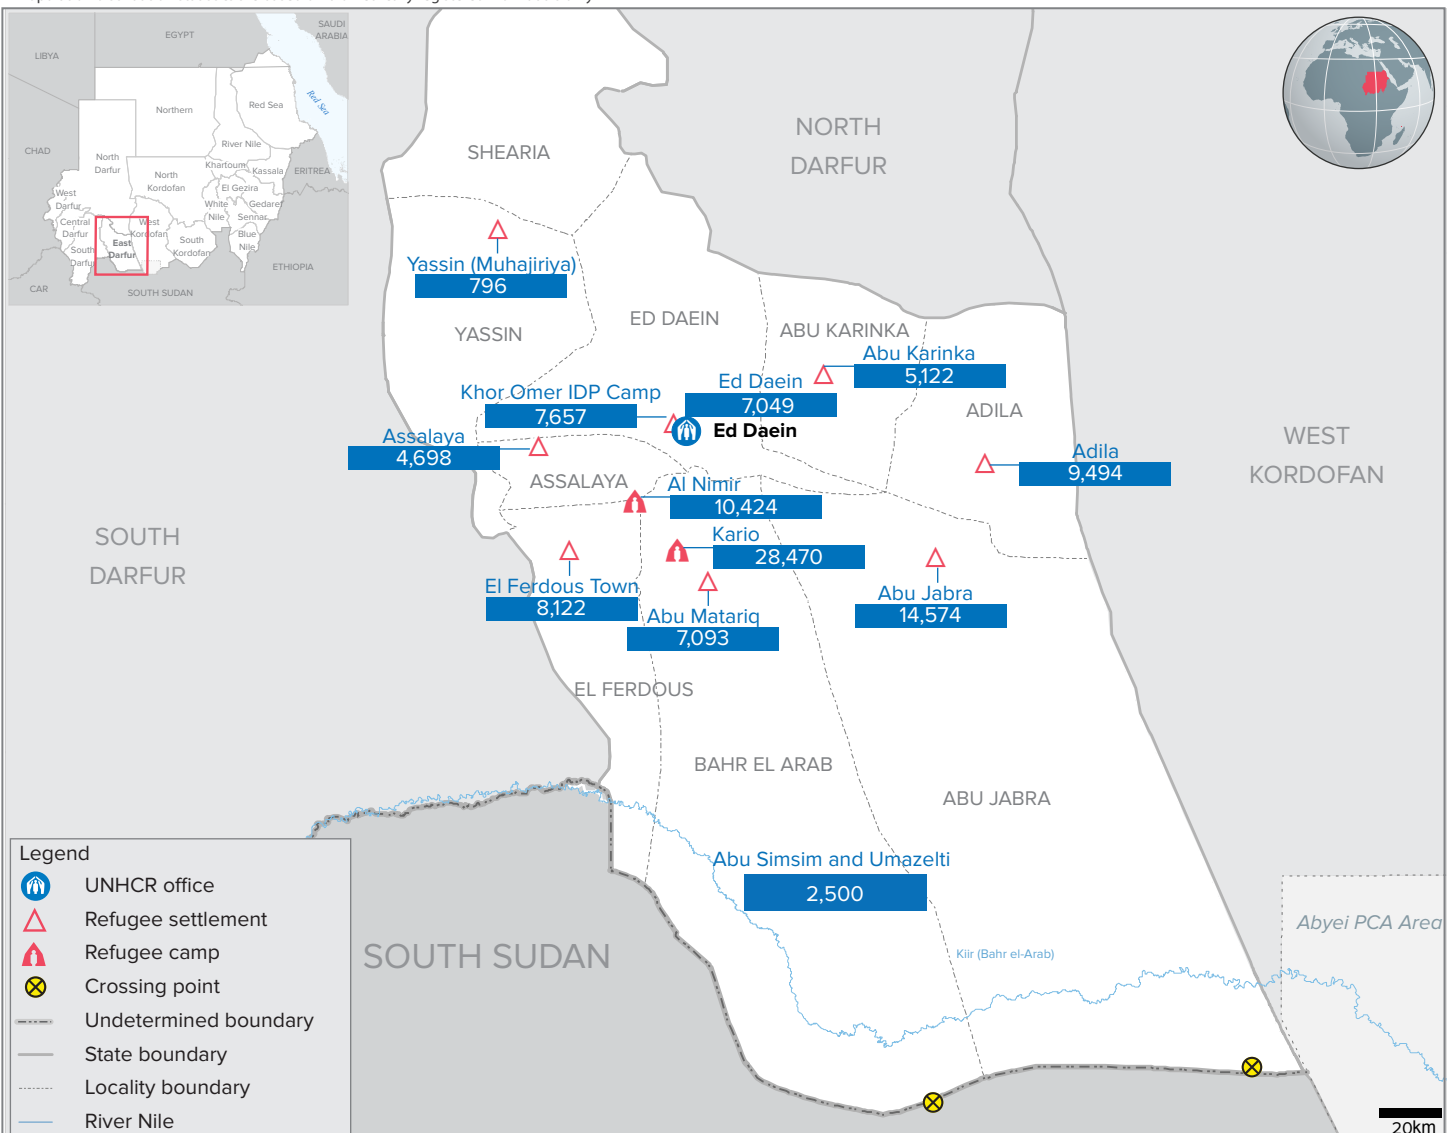 SAUDI
ARABIA
EGYPT
LIBYA
Red Sea
Northern
Red Sea
River Nile
CHAD
North
Darfur
Khartoum
Kassala
ERITREA
North
Kordofan
West
Darfur
El Gezira
White
Nile
Gedaref
Sennar
Central
Darfur
West
Kordofan
Blue
Nile
East
Darfur
South
Kordofan
South
Darfur
ETHIOPIA
CAR
SOUTH SUDAN
NORTH
DARFUR
SHEARIA
Yassin (Muhajiriya)
796
YASSIN
ED DAEIN
ABU KARINKA
Abu Karinka
5,122
Ed Daein
7,049
Khor Omer IDP Camp
7,657
ADILA
Ed Daein
Assalaya
4,698
WEST
KORDOFAN
Adila
9,494
ASSALAYA
Al Nimir
10,424
SOUTH
DARFUR
Kario
28,470
El Ferdous Town
8,122
Abu Jabra
14,574
Abu Matariq
7,093
EL FERDOUS
BAHR EL ARAB
ABU JABRA
Abu Simsim and Umazelti
2,500
SOUTH SUDAN
Kiir (Bahr el-Arab)
Abyei PCA Area
Legend
UNHCR office
Refugee settlement
Refugee camp
Crossing point
Undetermined boundary
State boundary
Locality boundary
River Nile
20km